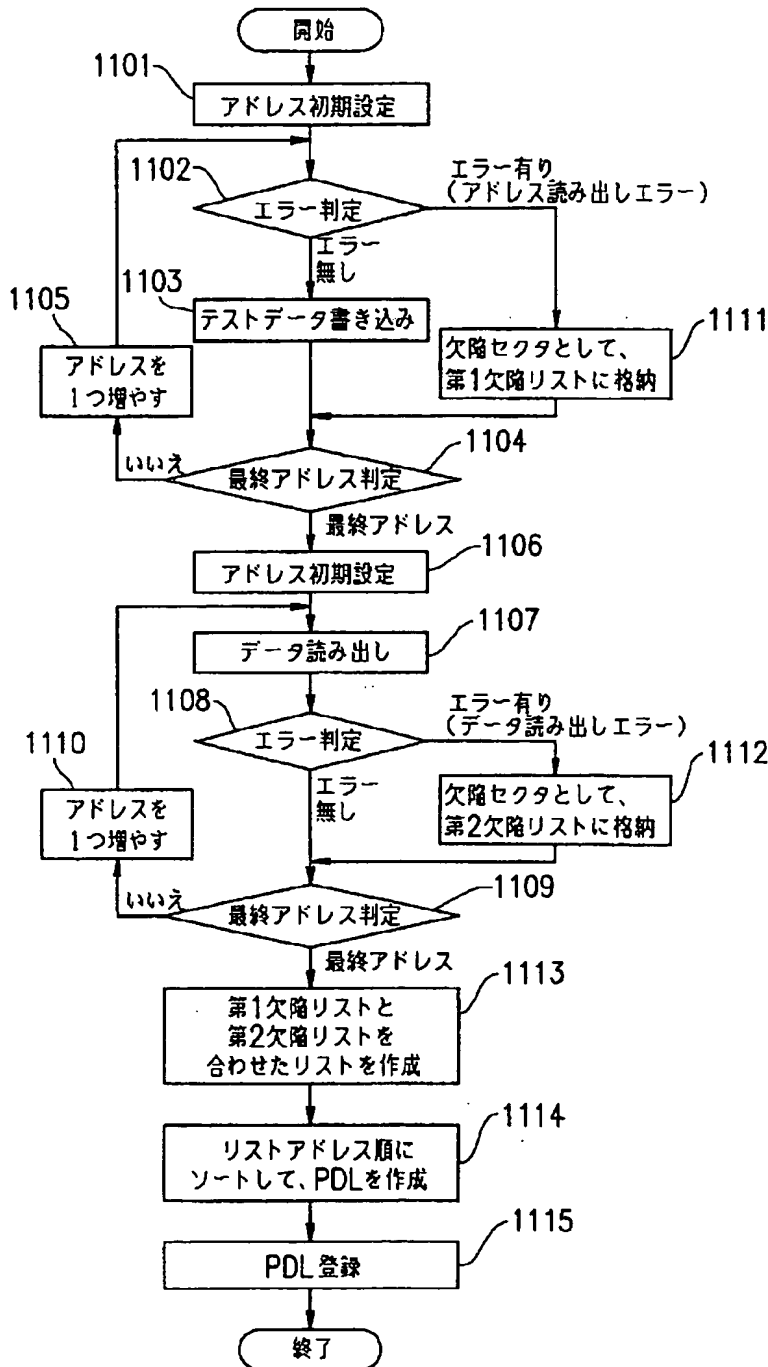 開始
1101
アドレス初期設定
1102
エラー判定
エラー有り
(アドレス読み出しエラー)
エラー
無し
1103
テストデータ書き込み
1105
アドレスを
1つ増やす
1111
欠陥セクタとして、
第1欠陥リストに格納
1104
いいえ
最終アドレス判定
最終アドレス
1106
アドレス初期設定
1107
データ読み出し
1108
エラー判定
エラー有り
(データ読み出しエラー)
エラー
無し
1110
アドレスを
1つ増やす
1112
欠陥セクタとして、
第2欠陥リストに格納
1109
いいえ
最終アドレス判定
最終アドレス
1113
第1欠陥リストと
第2欠陥リストを
合わせたリストを作成
1114
リストアドレス順に
ソートして、PDLを作成
1115
PDL登録
終了